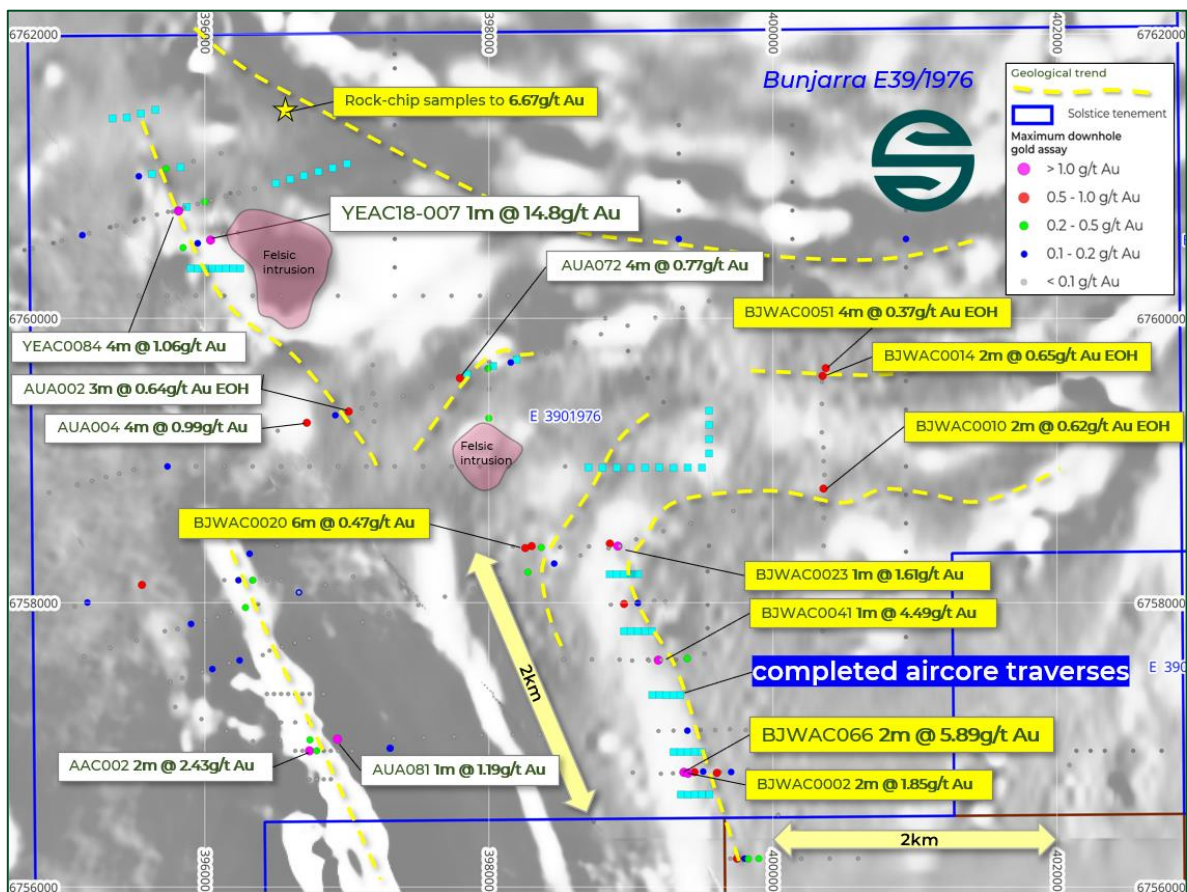 6762000
396000
398000
400000
402000
6762000
Bunjarra E39/1976
Geological trend
Solstice tenement
Maximum downhole
gold assay
> 1.0 g/t Au
0.5 - 1.0 g/t Au
0.2 - 0.5 g/t Au
0.1 - 0.2 g/t Au
< 0.1 g/t Au
Rock-chip samples to 6.67g/t Au
YEAC18-007 1m @ 14.8g/t Au
Felsic
intrusion
AUA072 4m @ 0.77g/t Au
6760000
6760000
BJWAC0051 4m @ 0.37g/t Au EOH
YEAC0084 4m @ 1.06g/t Au
BJWAC0014 2m @ 0.65g/t Au EOH
AUA002 3m @ 0.64g/t Au EOH
E 3901976
AUA004 4m @ 0.99g/t Au
BJWAC0010 2m @ 0.62g/t Au EOH
Felsic
intrusion
BJWAC0020 6m @ 0.47g/t Au
BJWAC0023 1m @ 1.61g/t Au
6758000
6758000
BJWAC0041 1m @ 4.49g/t Au
completed aircore traverses
E 390
2km
BJWAC066 2m @ 5.89g/t Au
AAC002 2m @ 2.43g/t Au
AUA081 1m @ 1.19g/t Au
BJWAC0002 2m @ 1.85g/t Au
2km
6756000
396000
398000
400000
402000
6756000